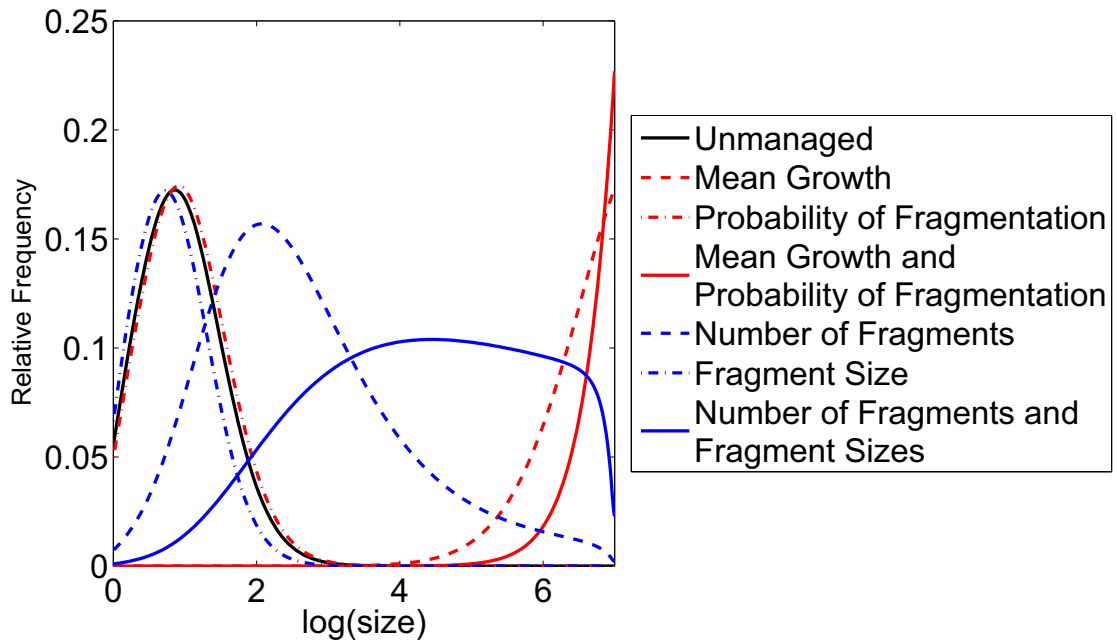 0.25
0.2
0.15
0.1
0.05
0
Relative Frequency
0 2 4 6
log(size)
Unmanaged
Mean Growth
Probability of Fragmentation
Mean Growth and
Probability of Fragmentation
Number of Fragments
Fragment Size
Number of Fragments and
Fragment Sizes